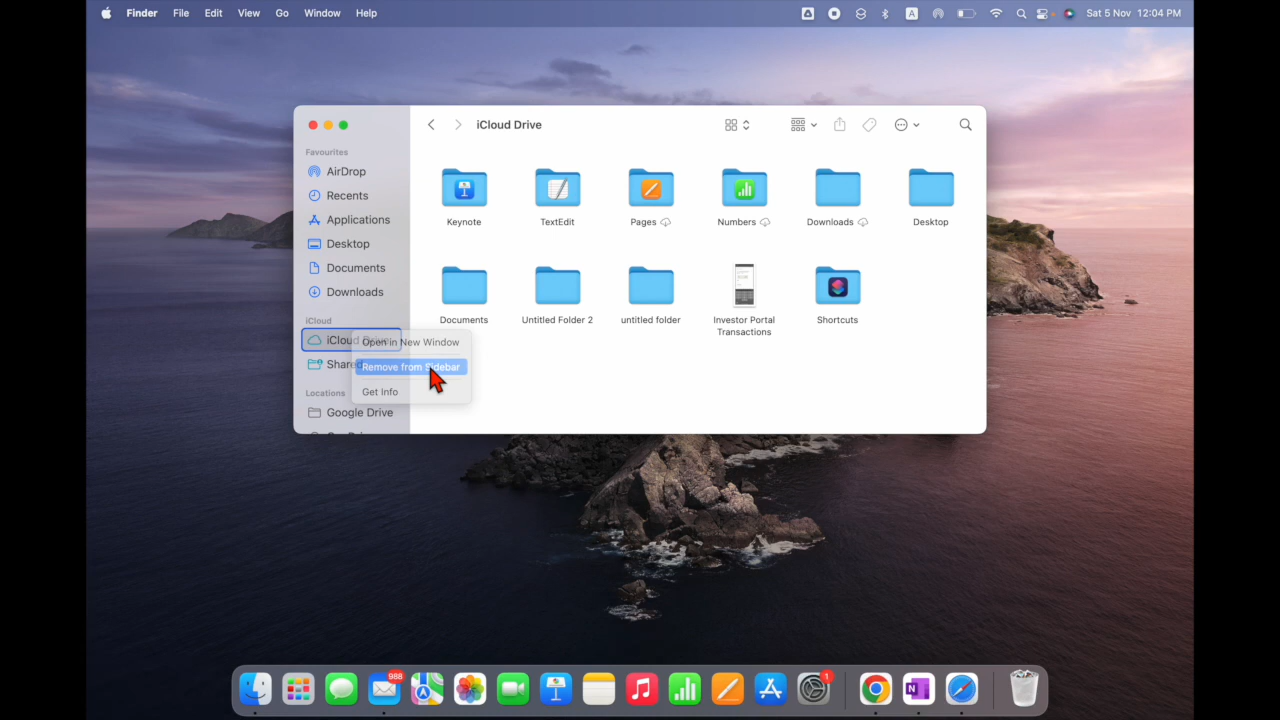 Finder File Edit View Go Window Help A Sat 5 Nov 12:04 PM
iCloud Drive
Favourites
AirDrop
Recents
Applications
Desktop
Documents
Downloads
iCloud
iCloud
Locations
Google Drive
Open in New Window
Remove from Sidebar
Get Info
Keynote TextEdit Pages Numbers Downloads Desktop
Documents Untitled Folder 2 untitled folder Investor Portal Transactions Shortcuts
988
1